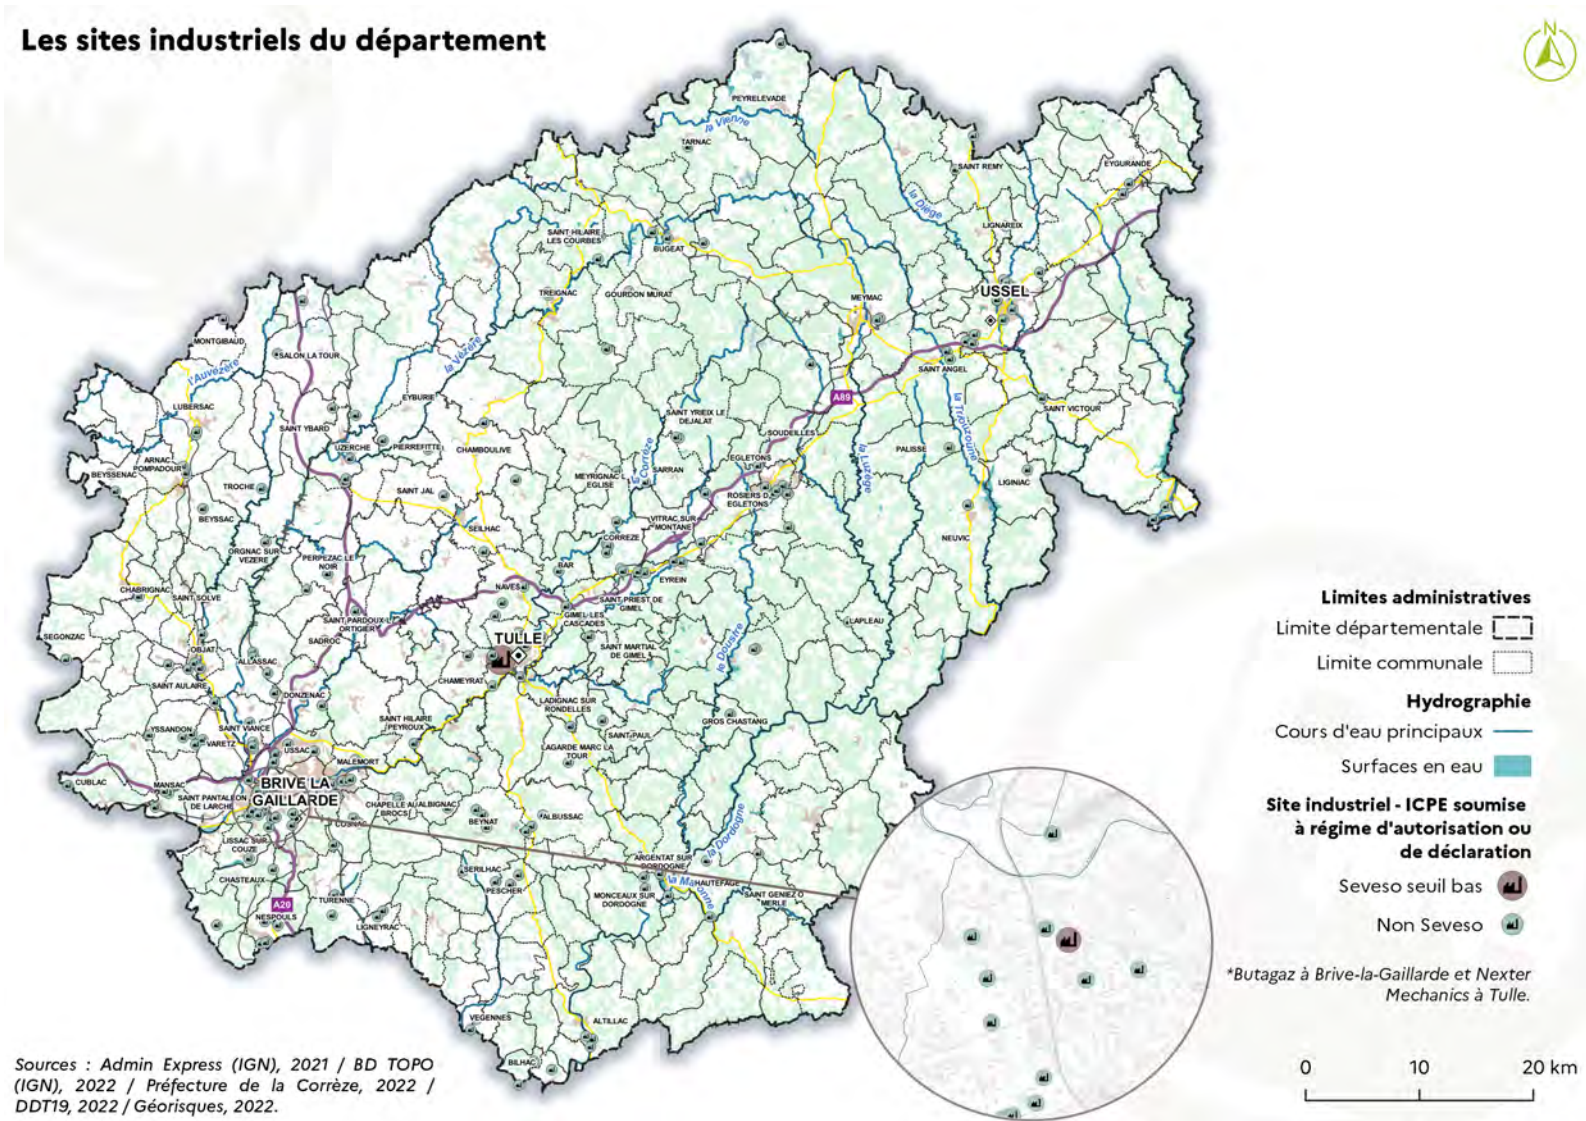 Les sites industriels du département
N
PEYRELEVADE
la Vienne
TARNAC
SAINT REMY
EYGURANDE
la Diège
LIGNAREIX
SAINT HILAIRE
LES COURBES
BUGEAT
TREIGNAC
GOURDON MURAT
MEYMAC
USSEL
MONTGIBAUD
SALON LA TOUR
l'Auvézère
la Vézère
SAINT ANGEL
LUBERSAC
EYBURIE
A89
SAINT YRIEIX LE
DEJALAT
SAINT VICTOUR
la Triouzoune
SAINT YBARD
SOUDEILLES
UZERCHE
PIERREFITTE
CHAMBOULIVE
la Corrèze
la Luzège
PALISSE
ARNAC
POMPADOUR
EGLETONS
BEYSSENAC
SARRAN
MEYRIGNAC L
EGLISE
TROCHE
SAINT JAL
ROSIERS D
EGLETONS
LIGINIAC
BEYSSAC
SEILHAC
VITRAC SUR
MONTANE
NEUVIC
CORREZE
ORGNAC SUR
VEZERE
PERPEZAC LE
NOIR
BAR
EYREIN
CHABRIGNAC
SAINT SOLVE
NAVES
SAINT PRIEST DE
GIMEL
GIMEL LES
CASCADES
SAINT PARDOUX L
ORTIGIER
LAPLEAU
SEGONZAC
SADROC
TULLE
le Doustre
OBJAT
SAINT MARTIAL
DE GIMEL
ALLASSAC
SAINT AULAIRE
CHAMEYRAT
DONZENAC
LADIGNAC SUR
RONDELLES
SAINT HILAIRE
PEYROUX
GROS CHASTANG
YSSANDON
SAINT VIANCE
SAINT PAUL
VARETZ
USSAC
LAGARDE MARC LA
TOUR
MALEMORT
CUBLAC
MANSAC
BRIVE LA
GAILLARDE
SAINT PANTALEON
DE LARCHE
CHAPELLE AUX
BROCS
ALBIGNAC
BEYNAT
ALBUSSAC
COSNAC
la Dordogne
LISSAC SUR
COUZE
ARGENTAT SUR
DORDOGNE
SERILHAC
CHASTEAUX
PESCHER
la Maronne
HAUTEFAGE
MONCEAUX SUR
DORDOGNE
SAINT GENIEZ O
MERLE
TURENNE
A20
NESPOULS
LIGNEYRAC
VEGENNES
ALTILLAC
BILHAC
Limites administratives
Limite départementale
Limite communale
Hydrographie
Cours d'eau principaux
Surfaces en eau
Site industriel - ICPE soumise
à régime d'autorisation ou
de déclaration
Seveso seuil bas
Non Seveso
*Butagaz à Brive-la-Gaillarde et Nexter
Mechanics à Tulle.
0 10 20 km
Sources : Admin Express (IGN), 2021 / BD TOPO
(IGN), 2022 / Préfecture de la Corrèze, 2022 /
DDT19, 2022 / Géorisques, 2022.